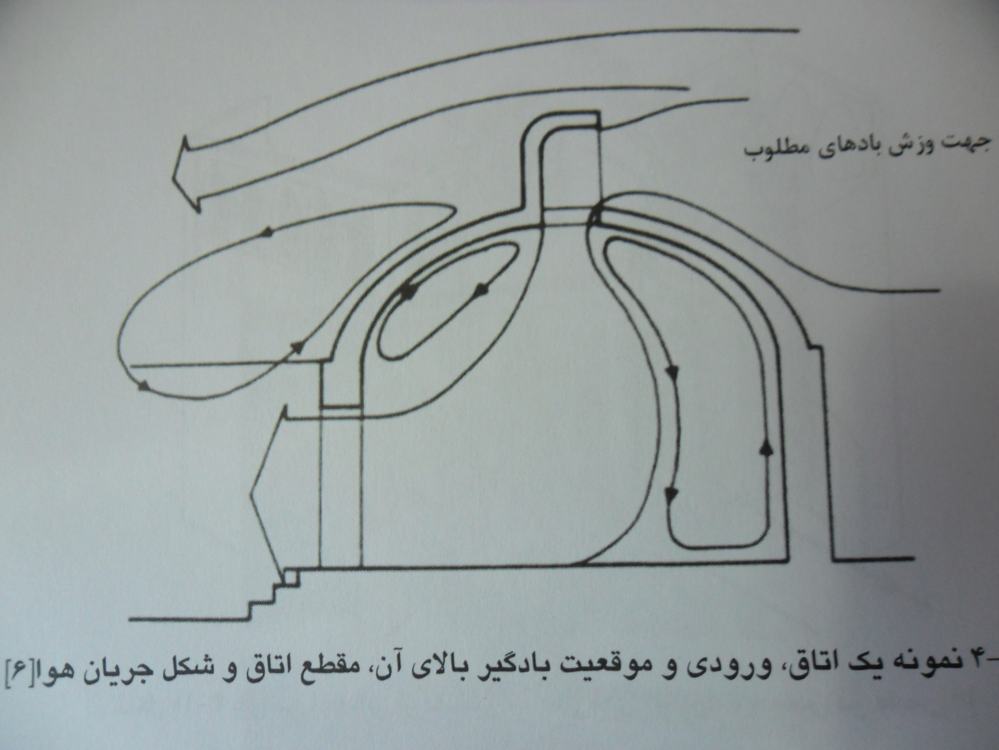 جهت وزش بادهای مطلوب
-۴ نمونه یک اتاق، ورودی و موقعیت بادگیر بالای آن، مقطع اتاق و شکل جریان هوا[۶]